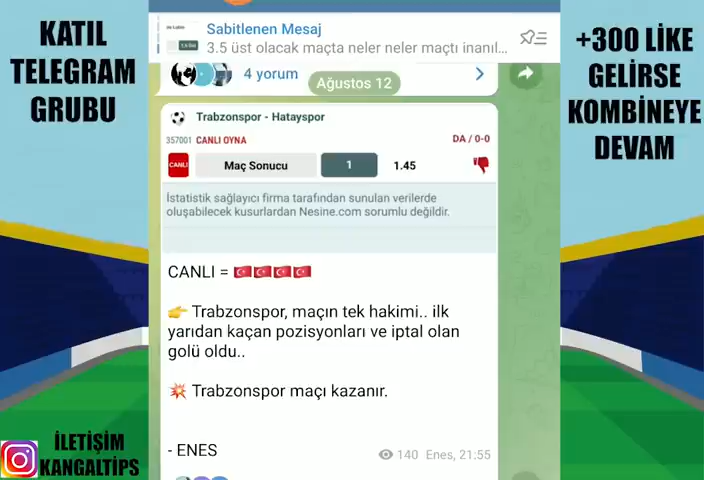 KATIL
TELEGRAM
GRUBU
Sabitlenen Mesaj
3.5 üst olacak maçta neler neler maçtı inanıl...
4 yorum
Ağustos 12
+300 LİKE
GELİRSE
KOMBİNEYE
DEVAM
Trabzonspor - Hatayspor
357001 CANLI OYNA
DA / 0-0
CANLI
Maç Sonucu
1
1.45
İstatistik sağlayıcı firma tarafından sunulan verilerde
oluşabilecek kusurlardan Nesine.com sorumlu değildir.
CANLI = 🇹🇷🇹🇷🇹🇷🇹🇷
👉 Trabzonspor, maçın tek hakimi.. ilk
yarıdan kaçan pozisyonları ve iptal olan
golü oldu..
💥 Trabzonspor maçı kazanır.
- ENES
140 Enes, 21:55
İLETİŞİM
KANGALTİPS